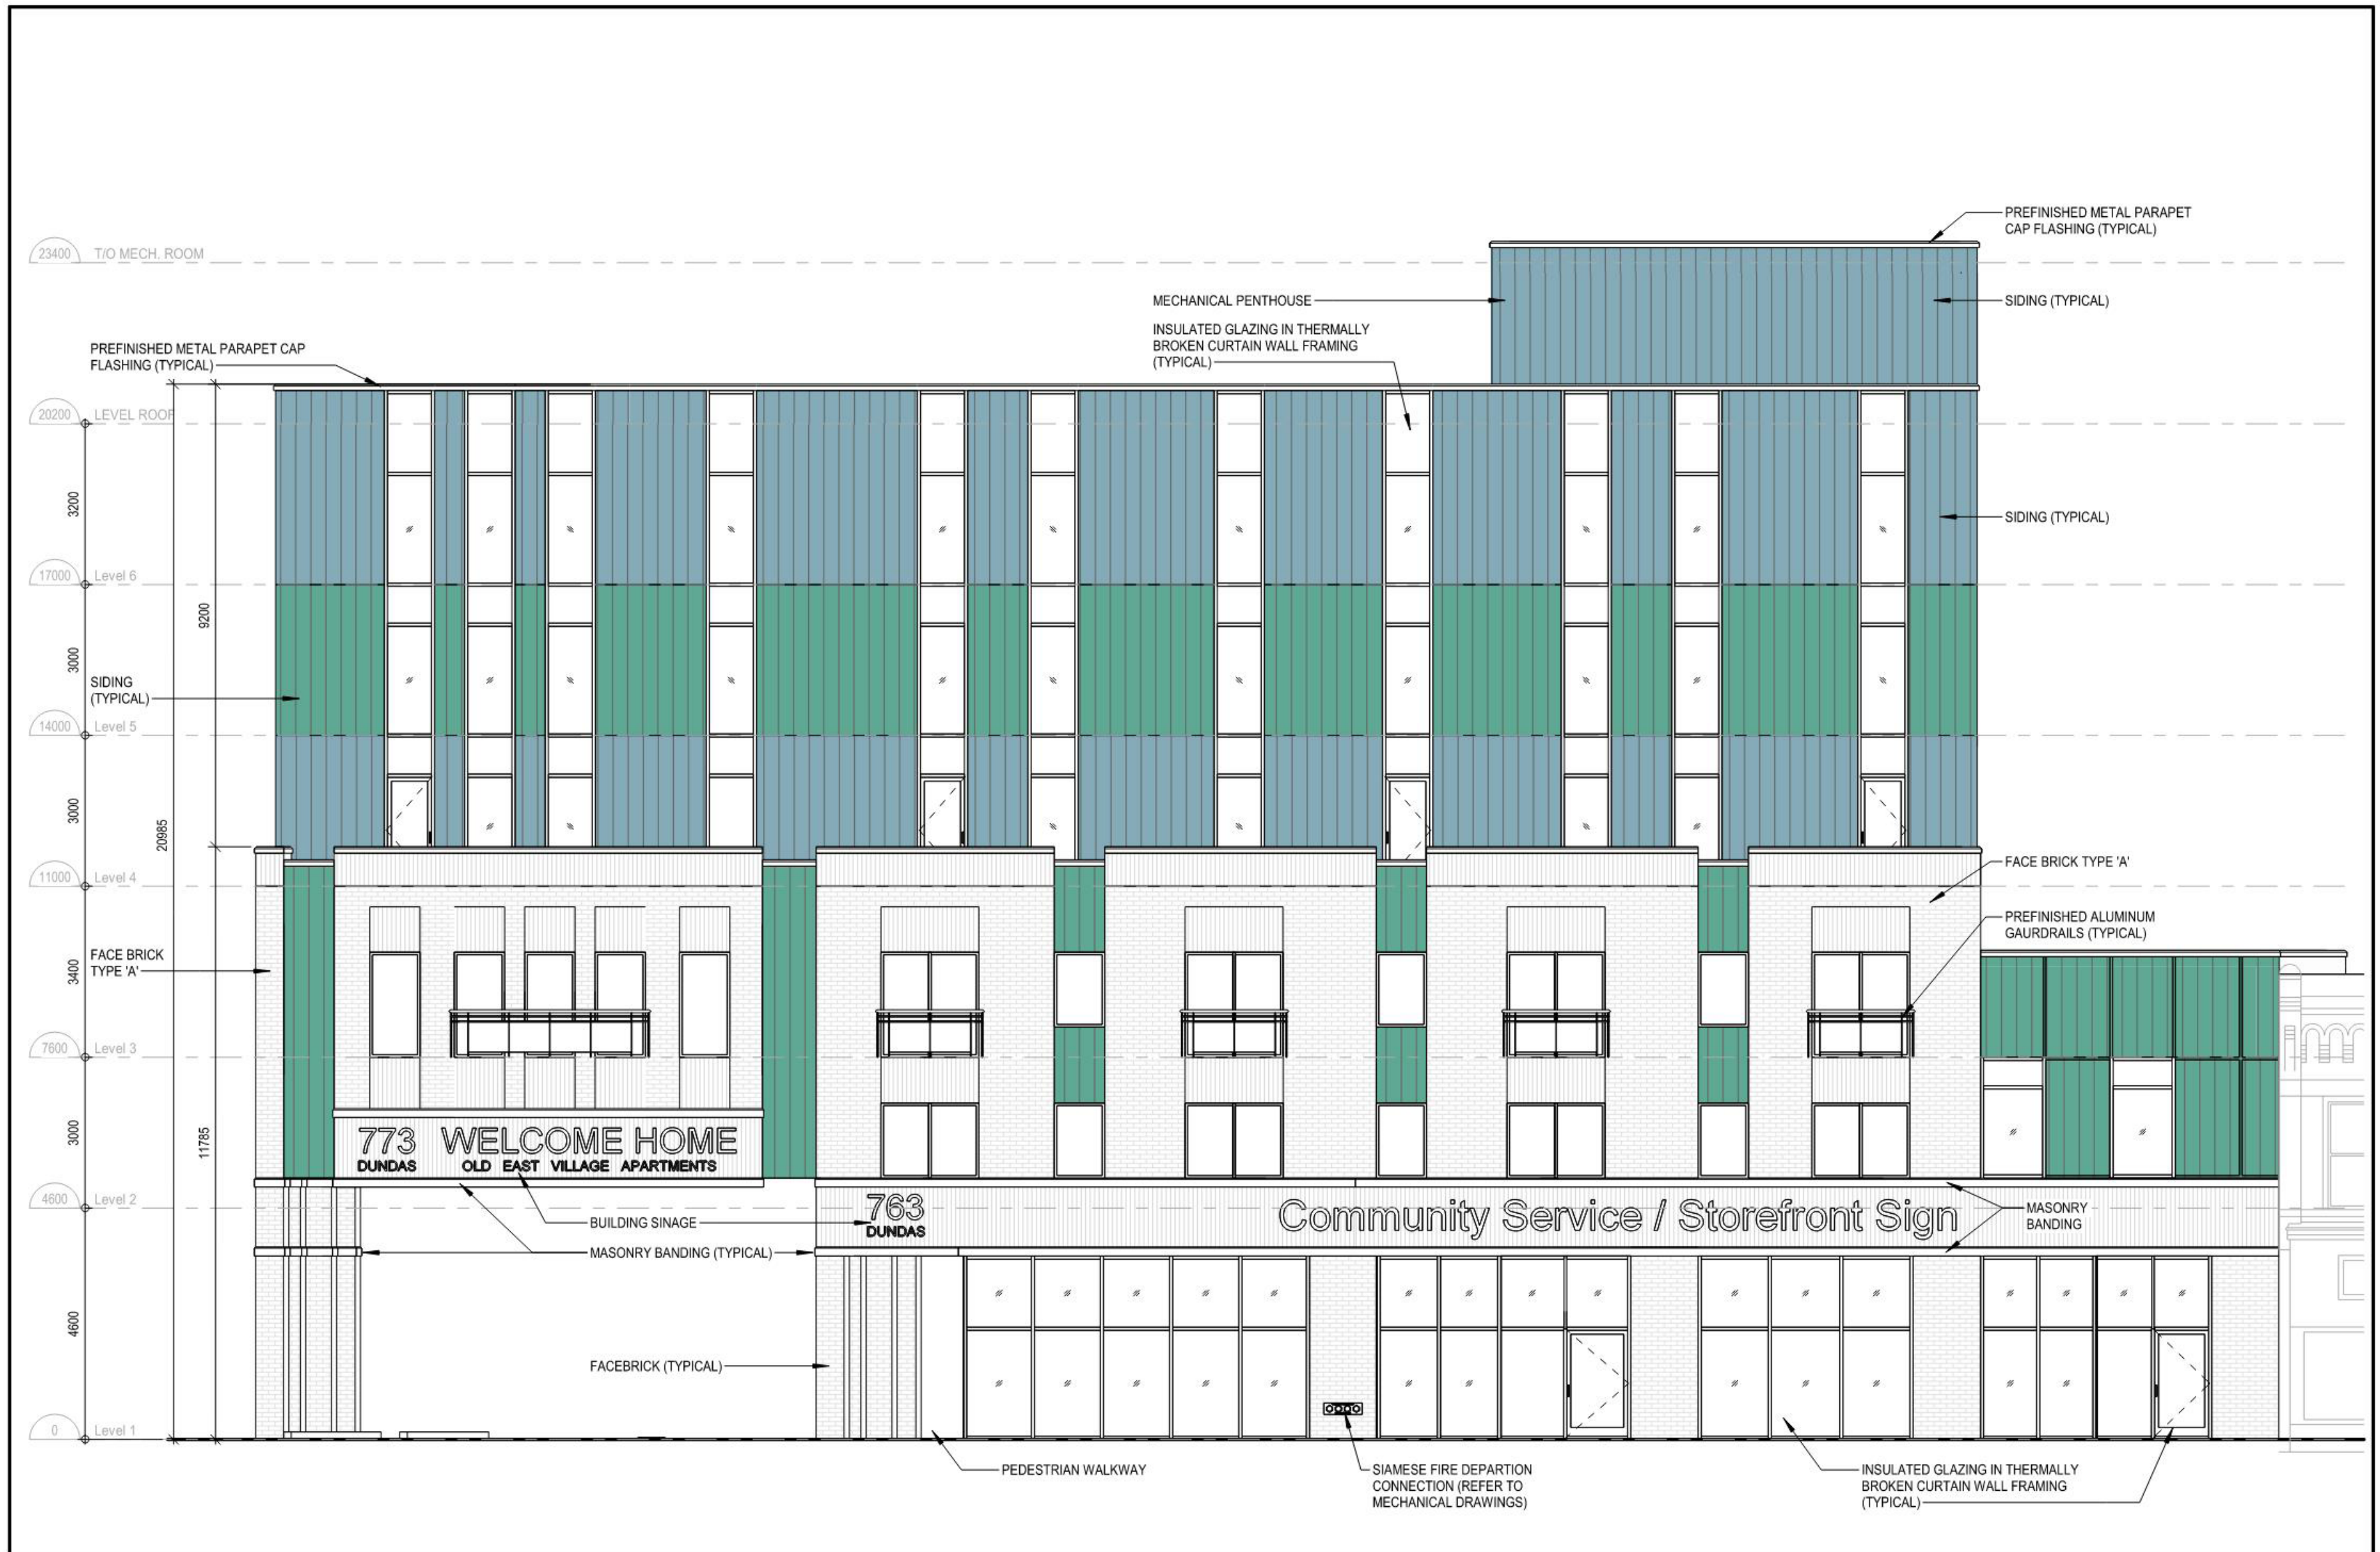 PREFINISHED METAL PARAPET
CAP FLASHING (TYPICAL)
23400 T/O MECH. ROOM
MECHANICAL PENTHOUSE
SIDING (TYPICAL)
INSULATED GLAZING IN THERMALLY
BROKEN CURTAIN WALL FRAMING
(TYPICAL)
PREFINISHED METAL PARAPET CAP
FLASHING (TYPICAL)
20200 LEVEL ROOF
3200
SIDING (TYPICAL)
17000 Level 6
9200
3000
SIDING
(TYPICAL)
14000 Level 5
3000
20985
11000 Level 4
FACE BRICK TYPE 'A'
PREFINISHED ALUMINUM
GAURDRAILS (TYPICAL)
FACE BRICK
TYPE 'A'
3400
7600 Level 3
3000
11785
773 WELCOME HOME
DUNDAS OLD EAST VILLAGE APARTMENTS
4600 Level 2
763
DUNDAS
Community Service / Storefront Sign
MASONRY
BANDING
BUILDING SINAGE
MASONRY BANDING (TYPICAL)
4600
FACEBRICK (TYPICAL)
0 Level 1
PEDESTRIAN WALKWAY
SIAMESE FIRE DEPARTION
CONNECTION (REFER TO
MECHANICAL DRAWINGS)
INSULATED GLAZING IN THERMALLY
BROKEN CURTAIN WALL FRAMING
(TYPICAL)